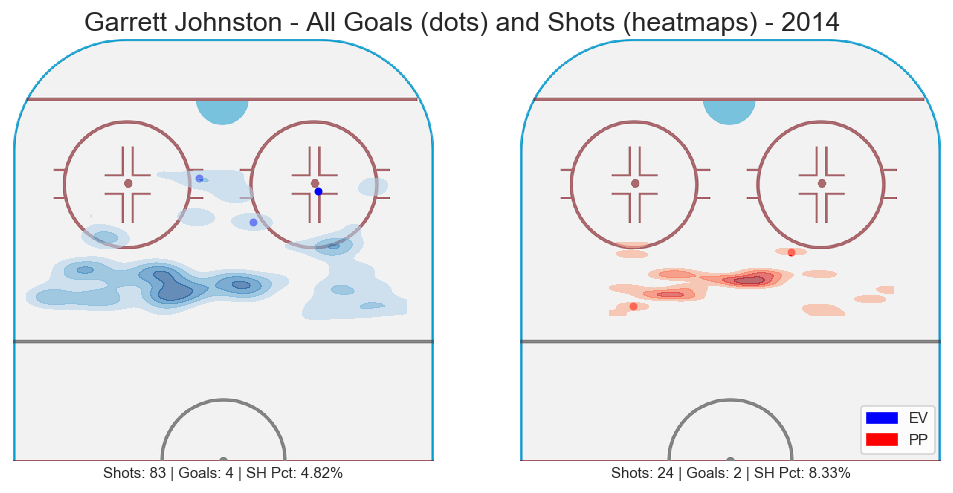 Garrett Johnston - All Goals (dots) and Shots (heatmaps) - 2014
EV
PP
Shots: 83 | Goals: 4 | SH Pct: 4.82%
Shots: 24 | Goals: 2 | SH Pct: 8.33%